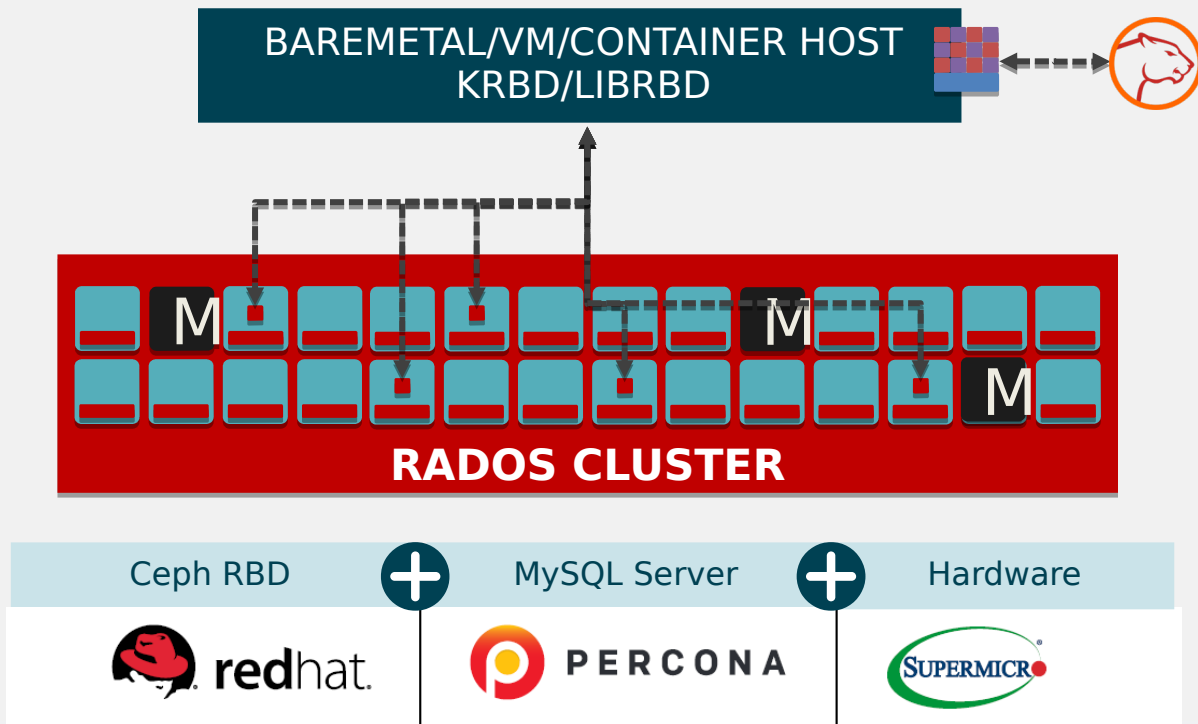 BAREMETAL/VM/CONTAINER HOST
KRBD/LIBRBD
M
M
M
RADOS CLUSTER
Ceph RBD
MySQL Server
Hardware
redhat.
PERCONA
SUPERMICRO